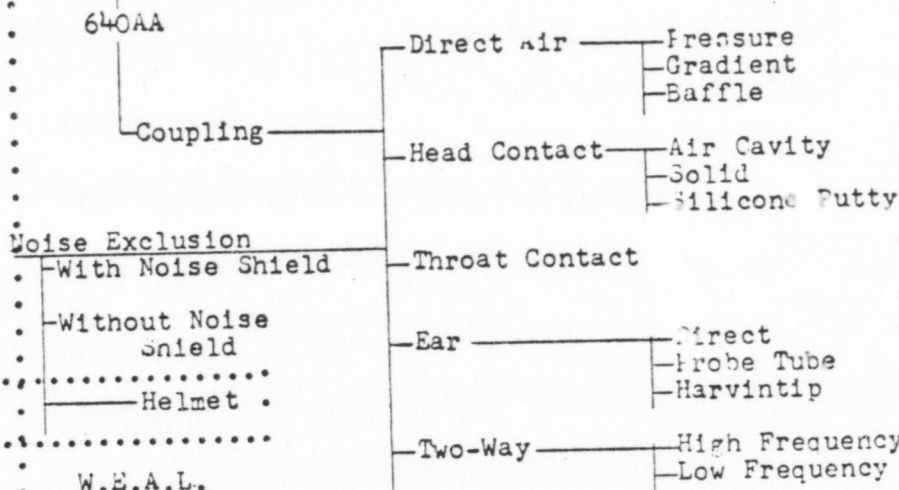 640AA
Direct Air
Pressure
Gradient
Baffle
Coupling
Head Contact
Air Cavity
Solid
Silicone Putty
Noise Exclusion
With Noise Shield
Throat Contact
Without Noise
Shield
Ear
Direct
Probe Tube
Harvintip
Helmet
Two-Way
High Frequency
Low Frequency
W.E.A.L.